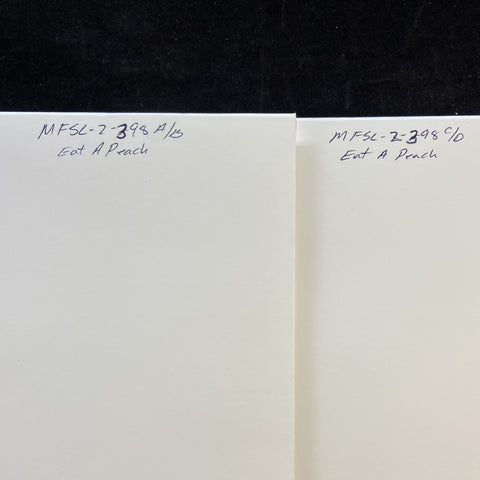 MFSL-2-398 A/B
Eat A Peach
MFSL-2-398 C/D
Eat A Peach